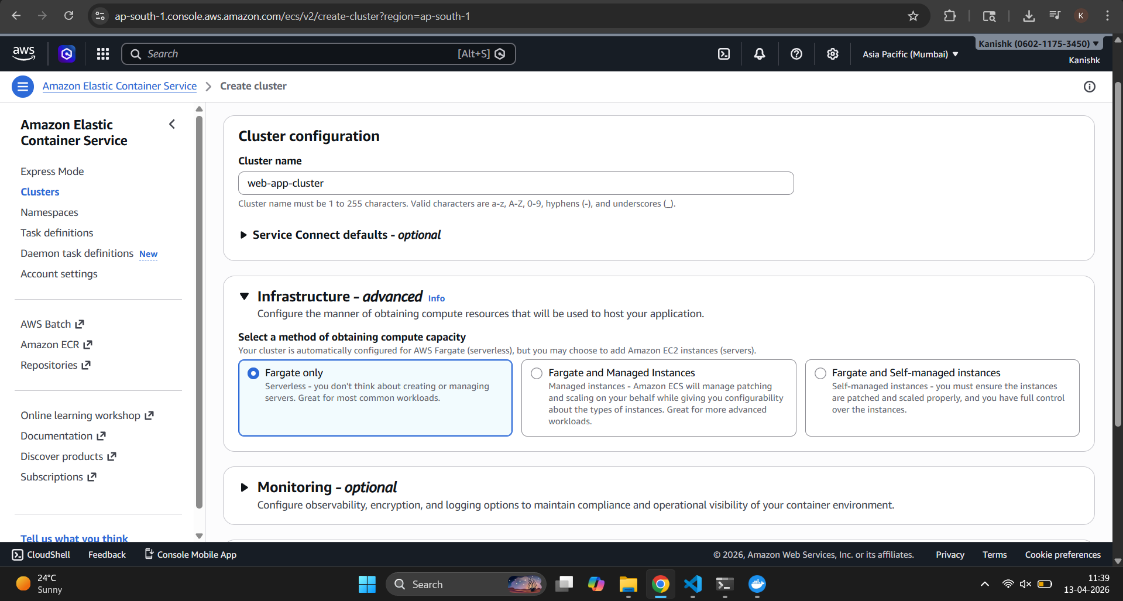 ap-south-1.console.aws.amazon.com/ecs/v2/create-cluster?region=ap-south-1
K
aws
Search
[Alt+S]
Asia Pacific (Mumbai)
Kanishk (0602-1175-3450)
Kanishk
Amazon Elastic Container Service
Create cluster
Amazon Elastic
Container Service
Express Mode
Clusters
Namespaces
Task definitions
Daemon task definitions New
Account settings
AWS Batch
Amazon ECR
Repositories
Online learning workshop
Documentation
Discover products
Subscriptions
Tell us what you think
Cluster configuration
Cluster name
web-app-cluster
Cluster name must be 1 to 255 characters. Valid characters are a-z, A-Z, 0-9, hyphens (-), and underscores (_).
Service Connect defaults - optional
Infrastructure - advanced Info
Configure the manner of obtaining compute resources that will be used to host your application.
Select a method of obtaining compute capacity
Your cluster is automatically configured for AWS Fargate (serverless), but you may choose to add Amazon EC2 instances (servers).
Fargate only
Serverless - you don't think about creating or managing
servers. Great for most common workloads.
Fargate and Managed Instances
Managed instances - Amazon ECS will manage patching
and scaling on your behalf while giving you configurability
about the types of instances. Great for more advanced
workloads.
Fargate and Self-managed instances
Self-managed instances - you must ensure the instances
are patched and scaled properly, and you have full control
over the instances.
Monitoring - optional
Configure observability, encryption, and logging options to maintain compliance and operational visibility of your container environment.
CloudShell
Feedback
Console Mobile App
© 2026, Amazon Web Services, Inc. or its affiliates.
Privacy
Terms
Cookie preferences
24°C
Sunny
Search
11:39
13-04-2026